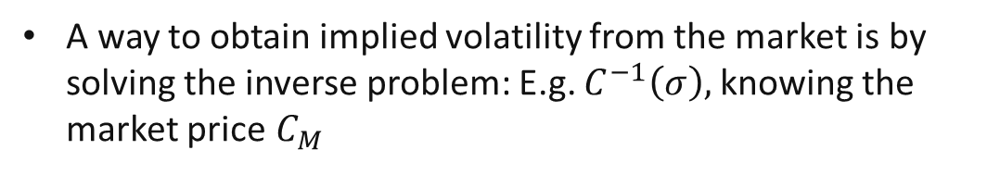 • A way to obtain implied volatility from the market is by
solving the inverse problem: E.g. 𝐶⁻¹(𝜎), knowing the
market price 𝐶_𝑀